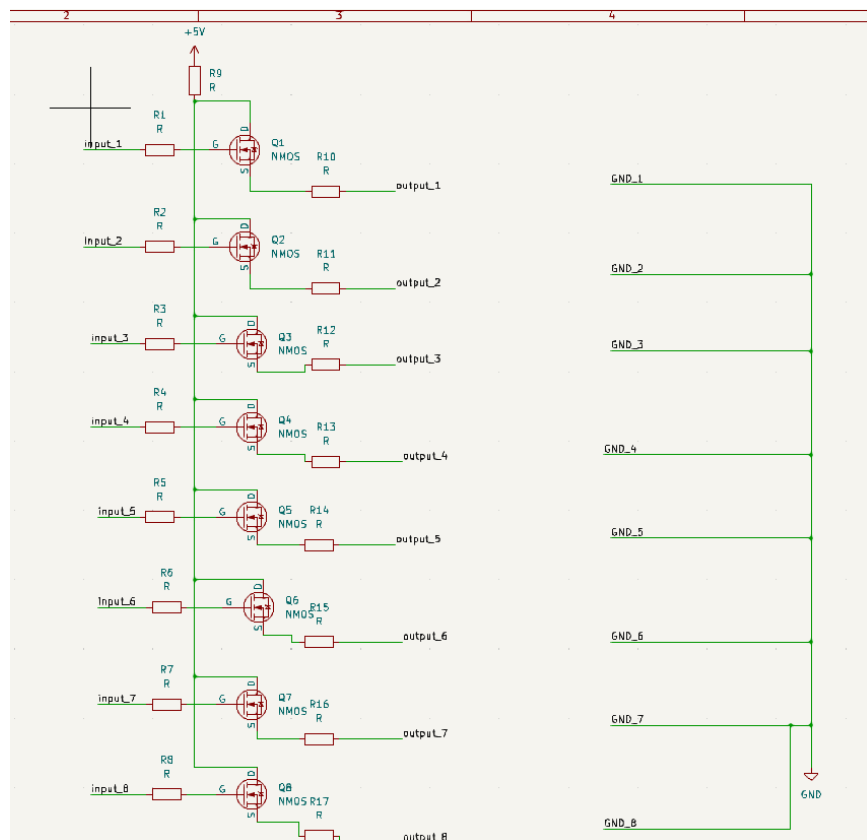 2 3 4
+5V
R9
R
R1
R
input_1
G
D
S
Q1
NMOS
R10
R
output_1
GND_1
R2
R
input_2
G
D
S
Q2
NMOS
R11
R
output_2
GND_2
R3
R
input_3
G
D
S
Q3
NMOS
R12
R
output_3
GND_3
R4
R
input_4
G
D
S
Q4
NMOS
R13
R
output_4
GND_4
R5
R
input_5
G
D
S
Q5
NMOS
R14
R
output_5
GND_5
R6
R
input_6
G
D
S
Q6
NMOS
R15
R
output_6
GND_6
R7
R
input_7
G
D
S
Q7
NMOS
R16
R
output_7
GND_7
GND
R8
R
input_8
G
D
S
Q8
NMOS
R17
R
output_8
GND_8